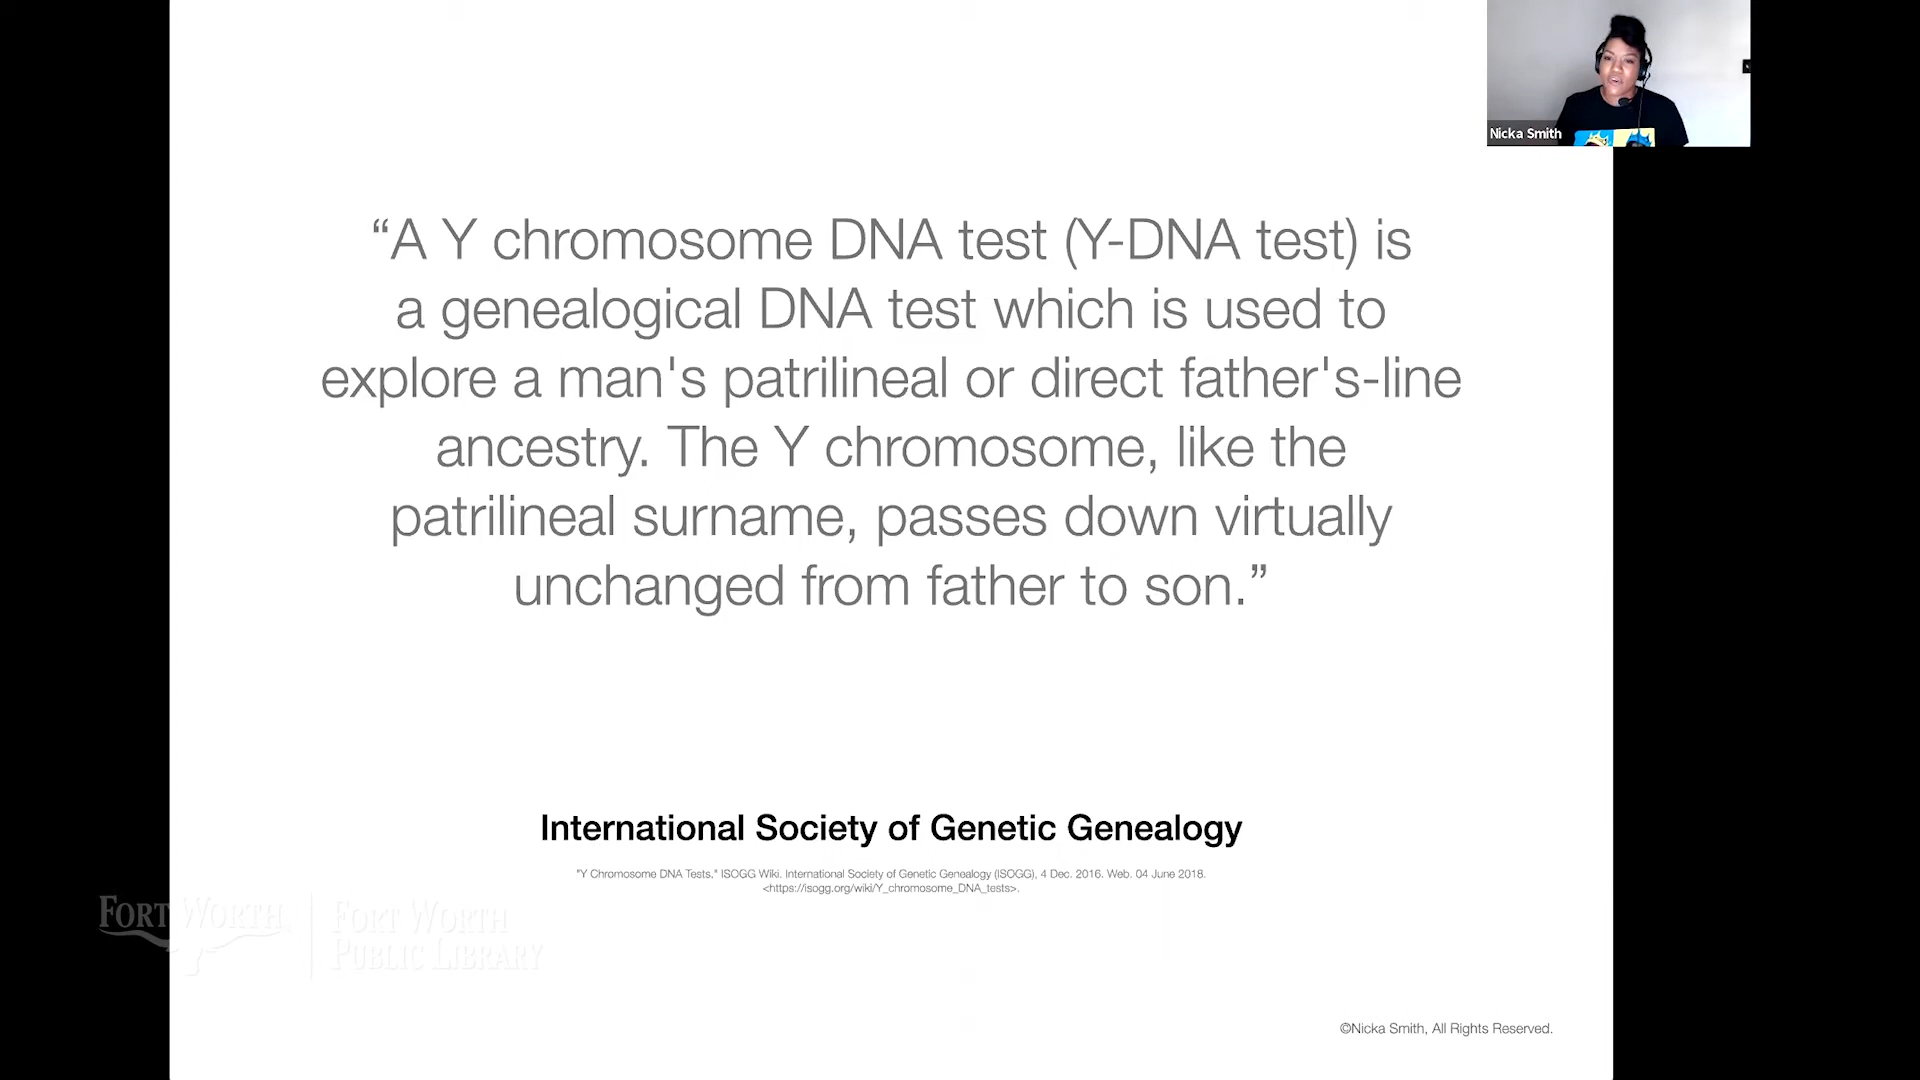 Nicka Smith
“A Y chromosome DNA test (Y-DNA test) is
a genealogical DNA test which is used to
explore a man's patrilineal or direct father's-line
ancestry. The Y chromosome, like the
patrilineal surname, passes down virtually
unchanged from father to son.”
International Society of Genetic Genealogy
"Y Chromosome DNA Tests." ISOGG Wiki. International Society of Genetic Genealogy (ISOGG), 4 Dec. 2016. Web. 04 June 2018.
<https://isogg.org/wiki/Y_chromosome_DNA_tests>.
FORT WORTH
FORT WORTH
PUBLIC LIBRARY
©Nicka Smith, All Rights Reserved.